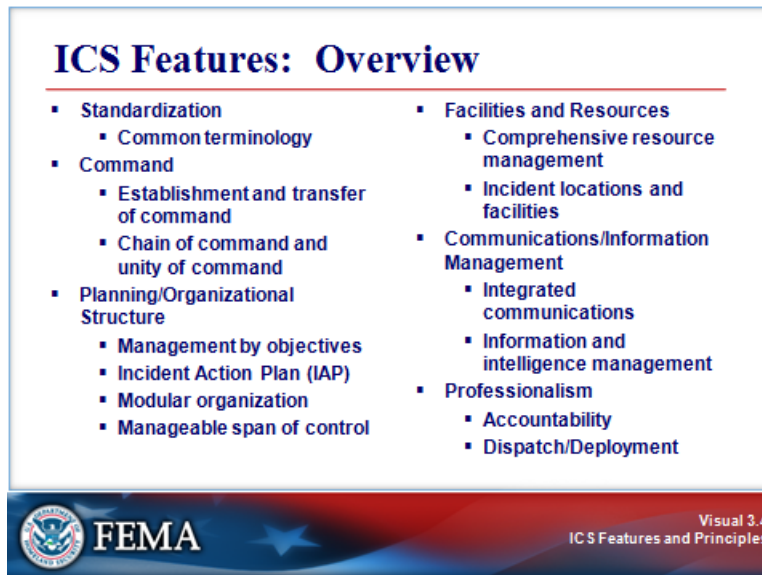 ICS Features: Overview
▪ Standardization
▪ Common terminology
▪ Command
▪ Establishment and transfer
of command
▪ Chain of command and
unity of command
▪ Planning/Organizational
Structure
▪ Management by objectives
▪ Incident Action Plan (IAP)
▪ Modular organization
▪ Manageable span of control
▪ Facilities and Resources
▪ Comprehensive resource
management
▪ Incident locations and
facilities
▪ Communications/Information
Management
▪ Integrated
communications
▪ Information and
intelligence management
▪ Professionalism
▪ Accountability
▪ Dispatch/Deployment
FEMA
Visual 3.4
ICS Features and Principles